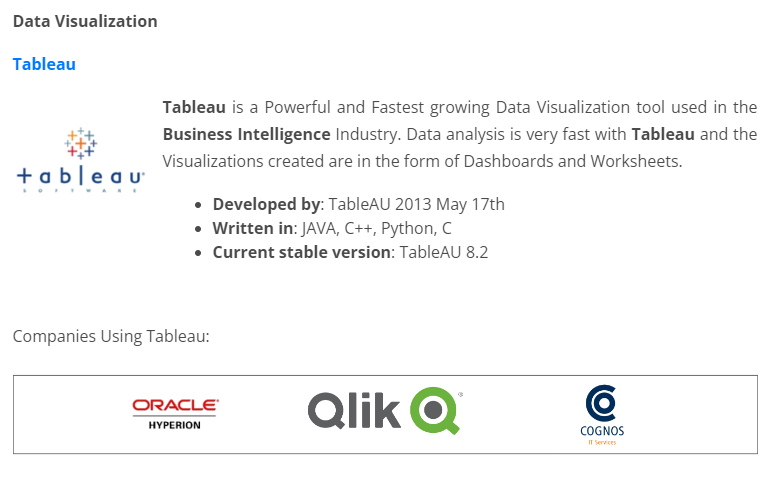 Data Visualization
Tableau
Tableau is a Powerful and Fastest growing Data Visualization tool used in the
Business Intelligence Industry. Data analysis is very fast with Tableau and the
Visualizations created are in the form of Dashboards and Worksheets.
tableau
SOFTWARE
• Developed by: TableAU 2013 May 17th
• Written in: JAVA, C++, Python, C
• Current stable version: TableAU 8.2
Companies Using Tableau:
ORACLE®
HYPERION
Qlik Q®
COGNOS
IT Services